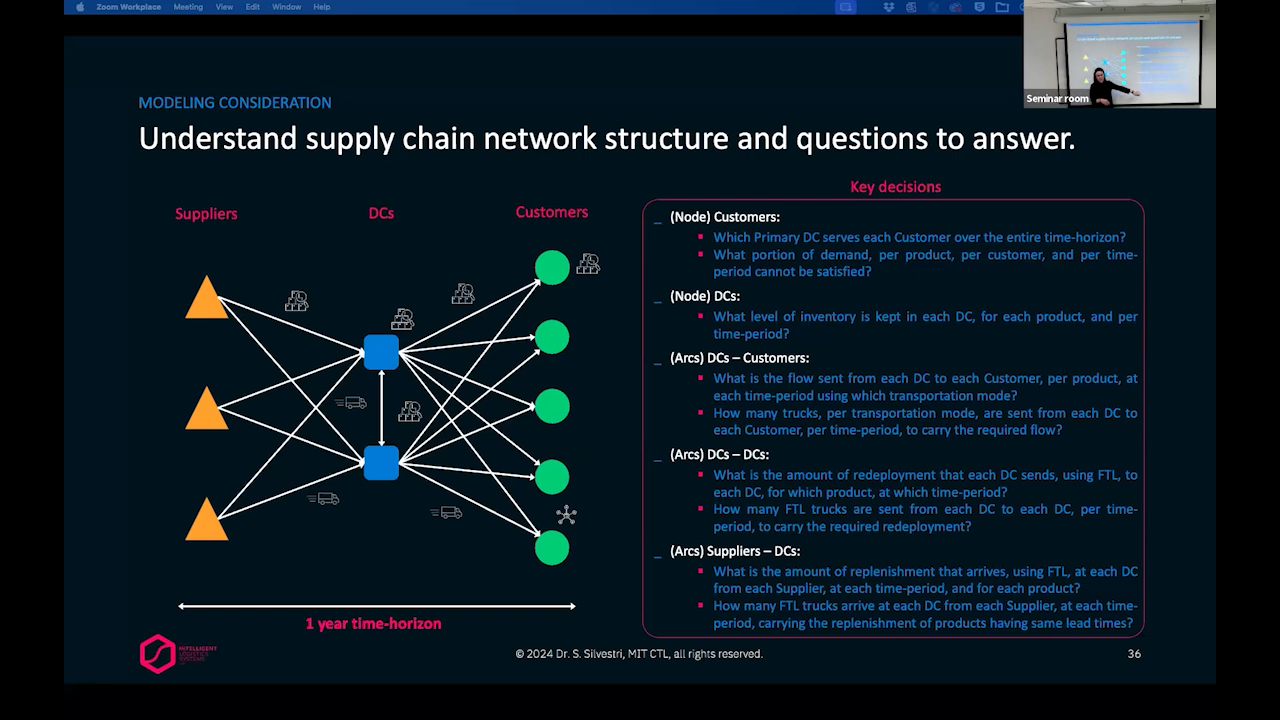 Zoom Workplace Meeting View Edit Window Help
Seminar room
MODELING CONSIDERATION
Understand supply chain network structure and questions to answer.
Suppliers
DCs
Customers
1 year time-horizon
Key decisions
_ (Node) Customers:
▪ Which Primary DC serves each Customer over the entire time-horizon?
▪ What portion of demand, per product, per customer, and per time-
period cannot be satisfied?
_ (Node) DCs:
▪ What level of inventory is kept in each DC, for each product, and per
time-period?
_ (Arcs) DCs – Customers:
▪ What is the flow sent from each DC to each Customer, per product, at
each time-period using which transportation mode?
▪ How many trucks, per transportation mode, are sent from each DC to
each Customer, per time-period, to carry the required flow?
_ (Arcs) DCs – DCs:
▪ What is the amount of redeployment that each DC sends, using FTL, to
each DC, for which product, at which time-period?
▪ How many FTL trucks are sent from each DC to each DC, per time-
period, to carry the required redeployment?
_ (Arcs) Suppliers – DCs:
▪ What is the amount of replenishment that arrives, using FTL, at each DC
from each Supplier, at each time-period, and for each product?
▪ How many FTL trucks arrive at each DC from each Supplier, at each time-
period, carrying the replenishment of products having same lead times?
INTELLIGENT
LOGISTICS
SYSTEMS
© 2024 Dr. S. Silvestri, MIT CTL, all rights reserved.
36